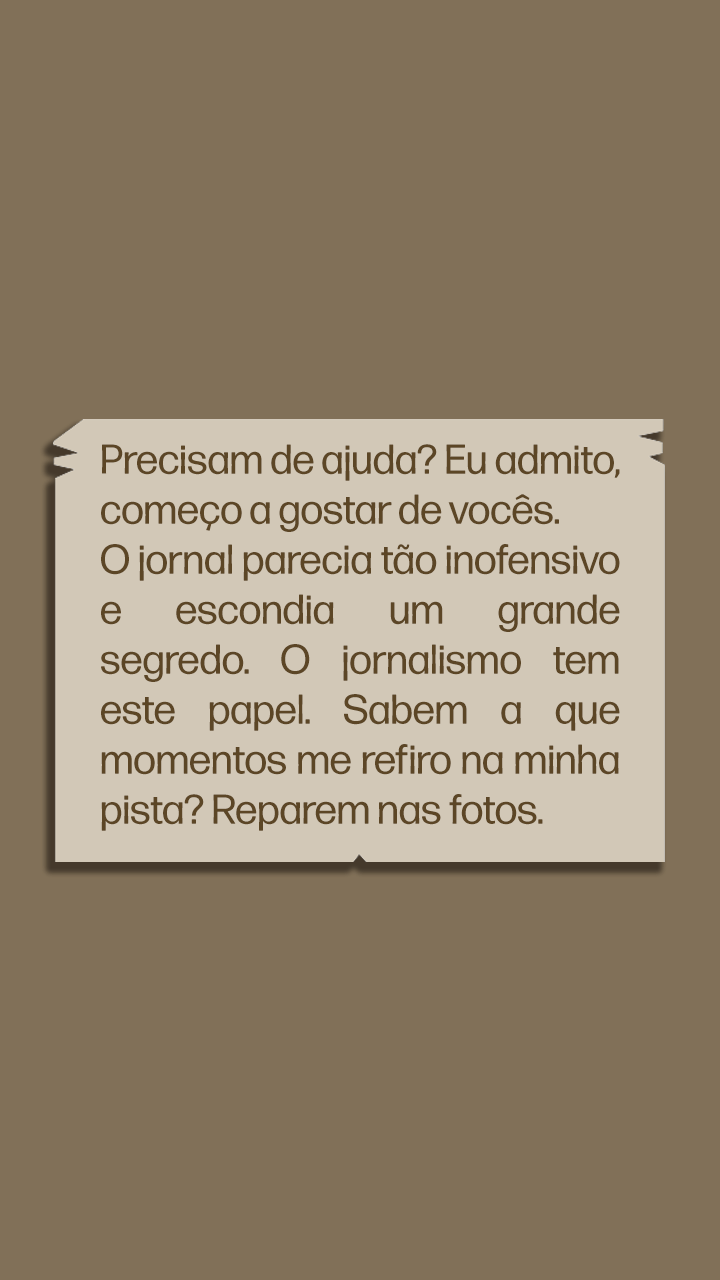 Precisam de ajuda? Eu admito,
começo a gostar de vocês.
O jornal parecia tão inofensivo
e escondia um grande
segredo. O jornalismo tem
este papel. Sabem a que
momentos me refiro na minha
pista? Reparem nas fotos.